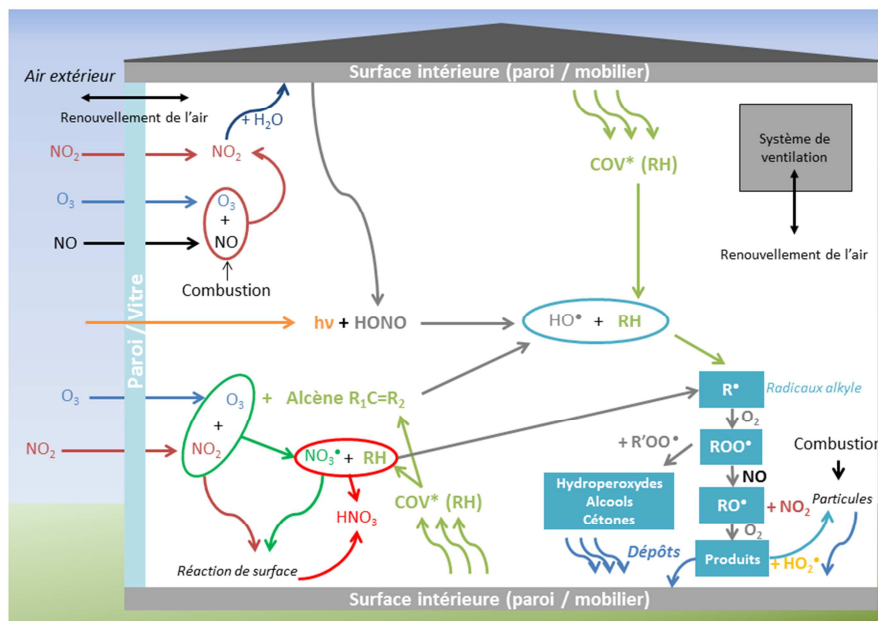 Surface intérieure (paroi / mobilier)
Air extérieur
Renouvellement de l'air
+ H₂O
NO₂
NO₂
O₃
O₃
+
NO
NO
Combustion
COV* (RH)
Système de
ventilation
Renouvellement de l'air
Paroi / Vitre
hν + HONO
HO• + RH
O₃
O₃
+ Alcène R₁C=R₂
+
NO₂
NO₂
NO₃• + RH
HNO₃
COV* (RH)
Réaction de surface
R•
Radicaux alkyle
O₂
+ R'OO•
ROO•
NO
Combustion
Hydroperoxydes
Alcools
Cétones
RO•
+ NO₂
Particules
O₂
Dépôts
Produits
+ HO₂•
Surface intérieure (paroi / mobilier)